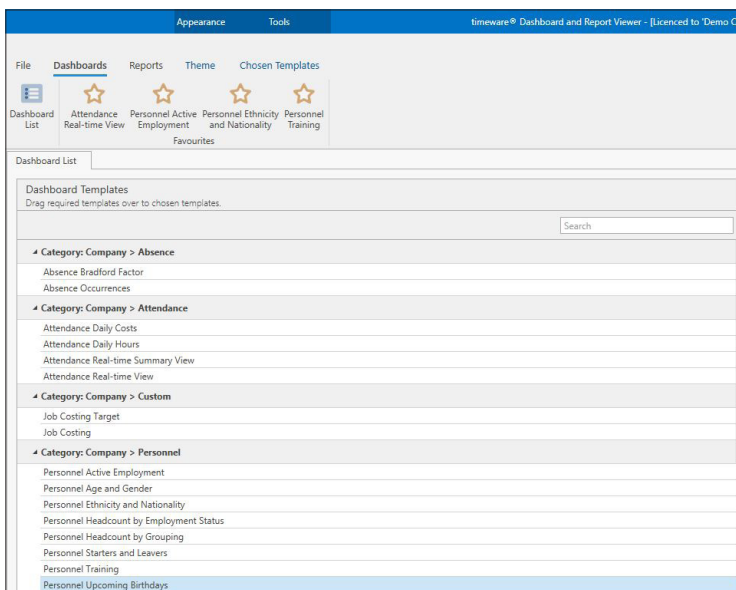 Appearance Tools timeware® Dashboard and Report Viewer - [Licenced to 'Demo C
File Dashboards Reports Theme Chosen Templates
Dashboard List
Attendance Real-time View
Personnel Active Employment
Personnel Ethnicity and Nationality
Personnel Training
Favourites
Dashboard List
Dashboard Templates
Drag required templates over to chosen templates.
Search
Category: Company > Absence
Absence Bradford Factor
Absence Occurrences
Category: Company > Attendance
Attendance Daily Costs
Attendance Daily Hours
Attendance Real-time Summary View
Attendance Real-time View
Category: Company > Custom
Job Costing Target
Job Costing
Category: Company > Personnel
Personnel Active Employment
Personnel Age and Gender
Personnel Ethnicity and Nationality
Personnel Headcount by Employment Status
Personnel Headcount by Grouping
Personnel Starters and Leavers
Personnel Training
Personnel Upcoming Birthdays